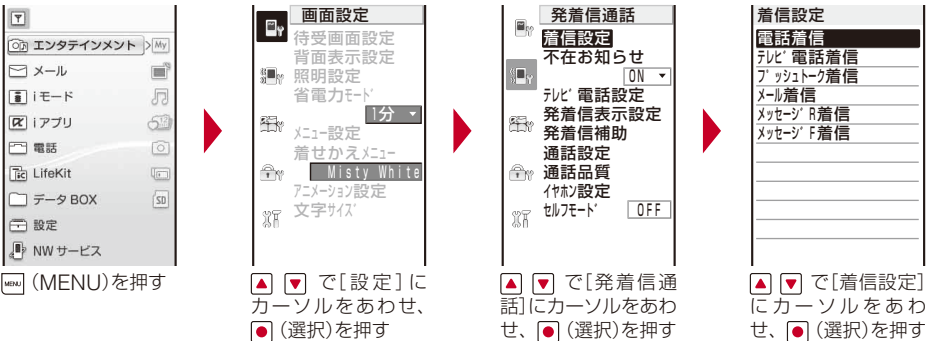 エンタテインメント
My
メール
iモード
iアプリ
電話
LifeKit
データ BOX
SD
設定
NW サービス
MENU (MENU)を押す
画面設定
待受画面設定
背面表示設定
照明設定
省電力モード
1分
メニュー設定
着せかえメニュー
Misty White
アニメーション設定
文字サイズ
で[設定]に
カーソルをあわせ、
(選択)を押す
発着信通話
着信設定
不在お知らせ
ON
テレビ電話設定
発着信表示設定
発着信補助
通話設定
通話品質
イヤホン設定
セルフモード OFF
で[発着信通
話]にカーソルをあわ
せ、 (選択)を押す
着信設定
電話着信
テレビ電話着信
プッシュトーク着信
メール着信
メッセージR着信
メッセージF着信
で[着信設定]
にカーソルをあわ
せ、 (選択)を押す